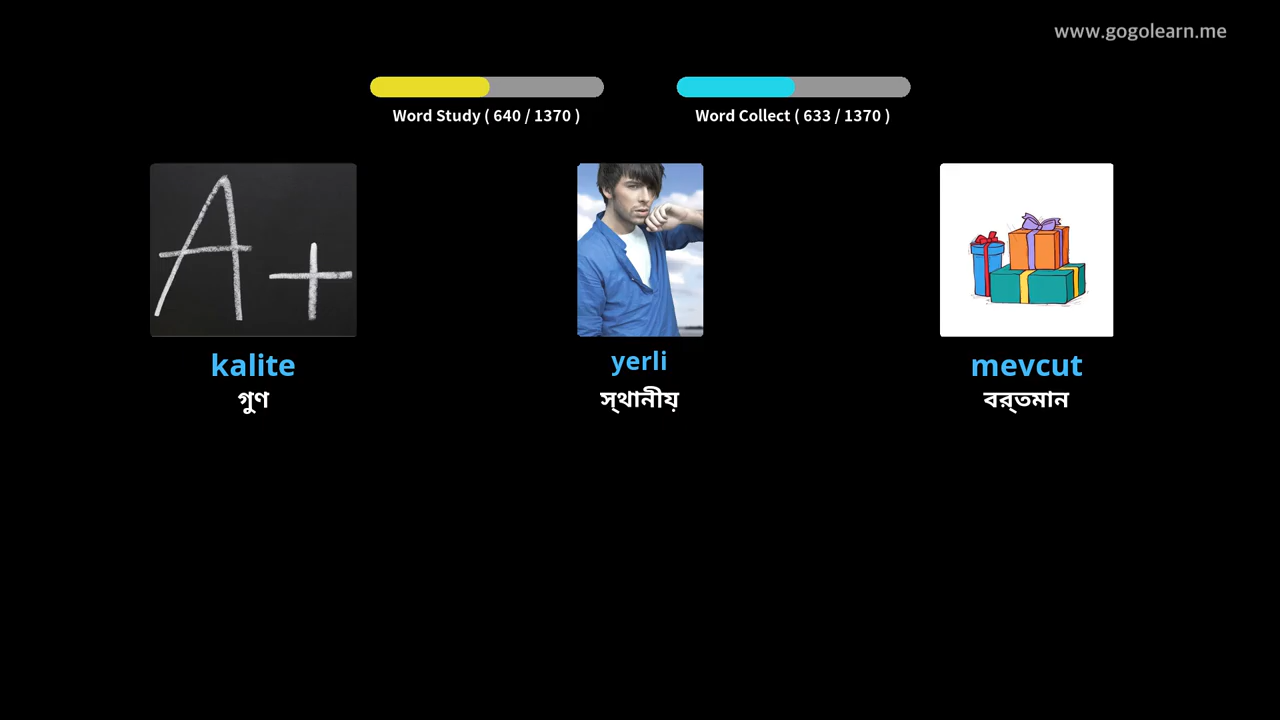 www.gogolearn.me
Word Study ( 640 / 1370 )
Word Collect ( 633 / 1370 )
A+
kalite
yerli
mevcut
গুণ
স্থানীয়
বর্তমান